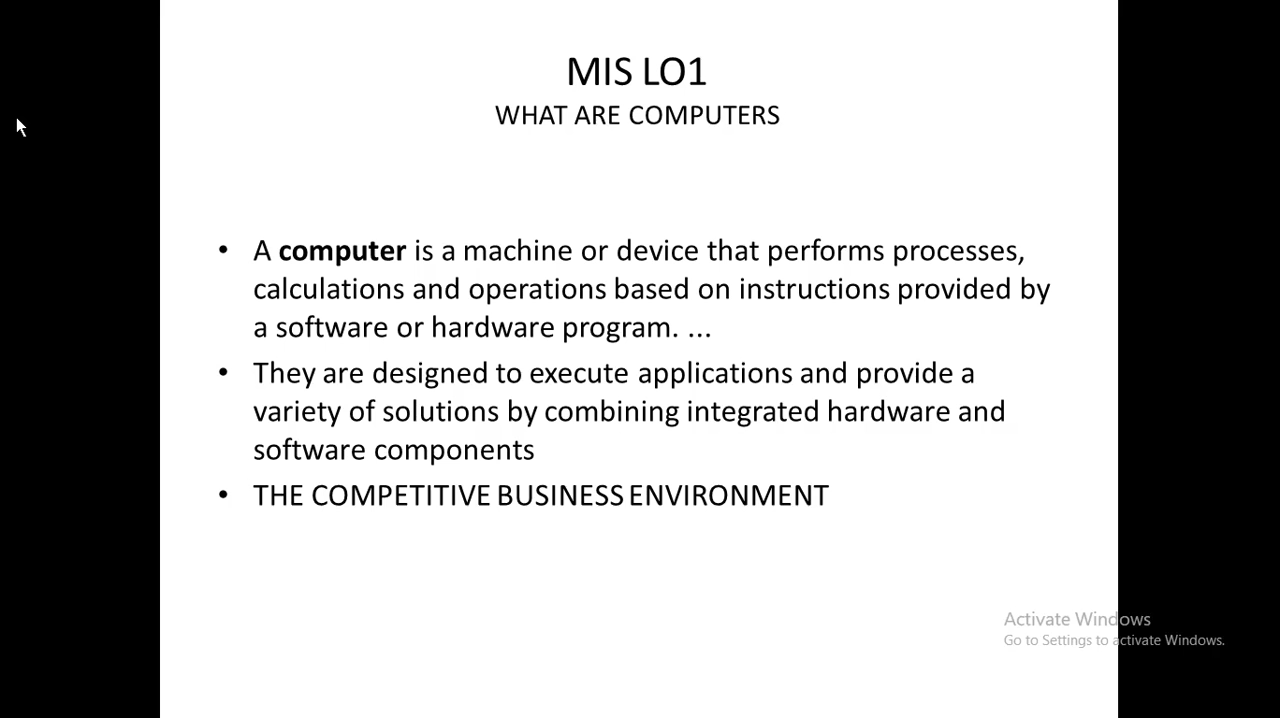 MIS LO1
WHAT ARE COMPUTERS
• A computer is a machine or device that performs processes,
calculations and operations based on instructions provided by
a software or hardware program. ...
• They are designed to execute applications and provide a
variety of solutions by combining integrated hardware and
software components
• THE COMPETITIVE BUSINESS ENVIRONMENT
Activate Windows
Go to Settings to activate Windows.